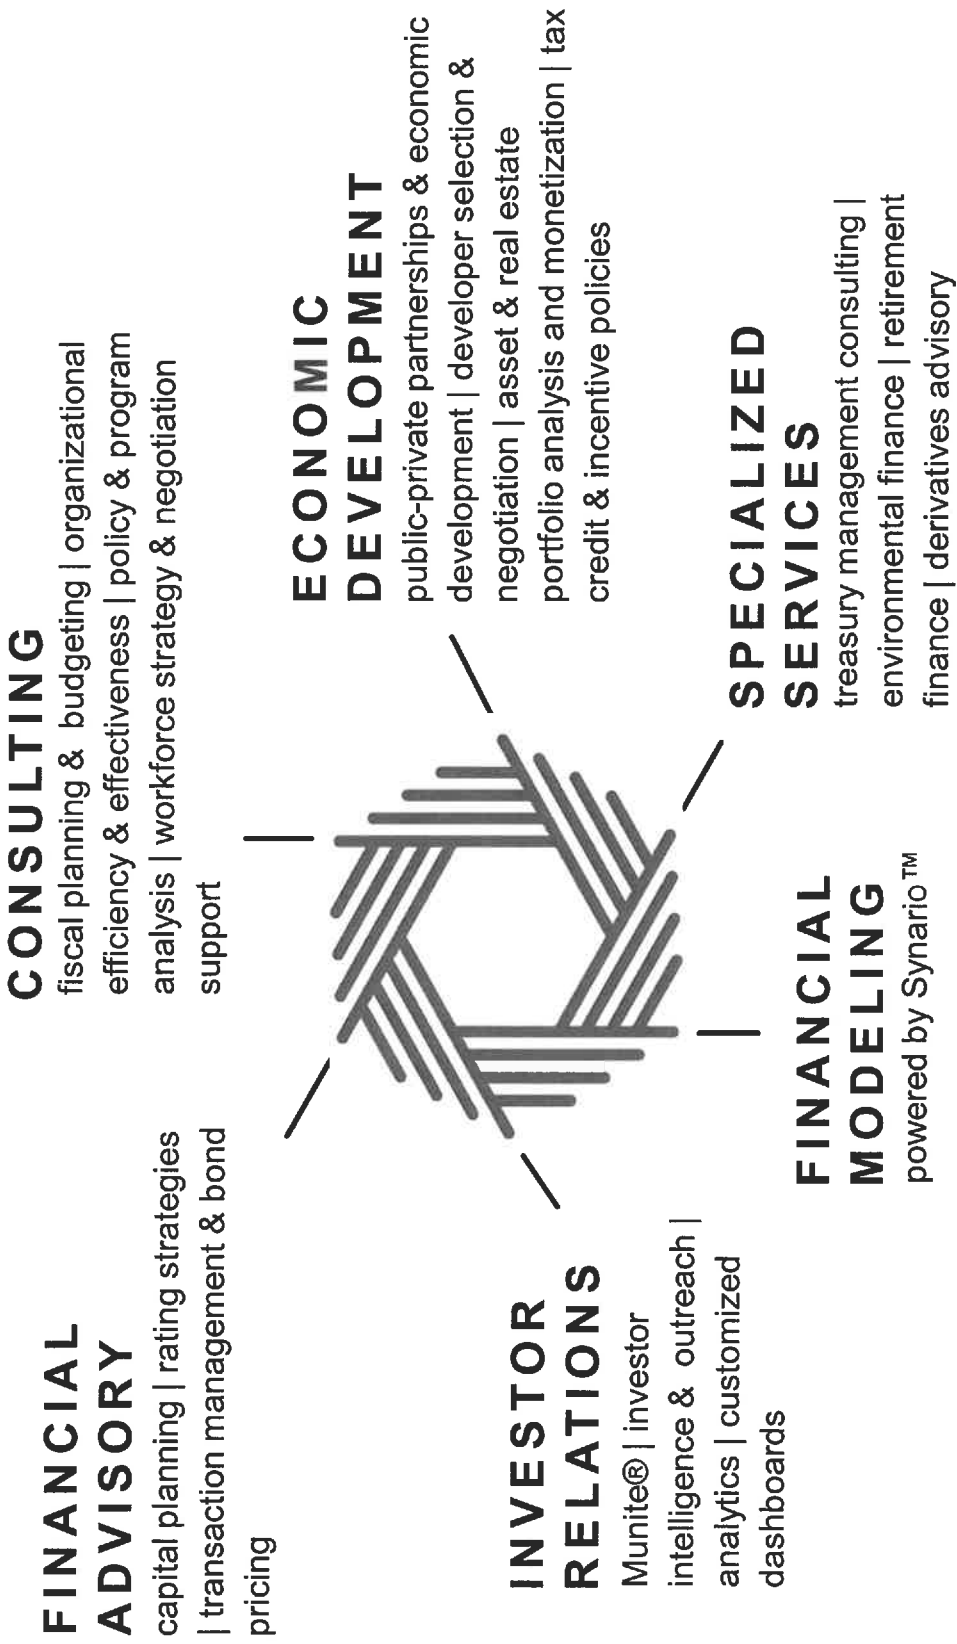 FINANCIAL
ADVISORY
capital planning | rating strategies
| transaction management & bond
pricing
CONSULTING
fiscal planning & budgeting | organizational
efficiency & effectiveness | policy & program
analysis | workforce strategy & negotiation
support
ECONOMIC
DEVELOPMENT
public-private partnerships & economic
development | developer selection &
negotiation | asset & real estate
portfolio analysis and monetization | tax
credit & incentive policies
INVESTOR
RELATIONS
Munite® | investor
intelligence & outreach |
analytics | customized
dashboards
FINANCIAL
MODELING
powered by Synario™
SPECIALIZED
SERVICES
treasury management consulting |
environmental finance | retirement
finance | derivatives advisory